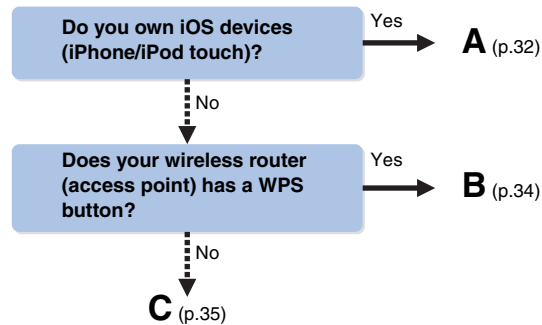 Do you own iOS devices
(iPhone/iPod touch)?
Yes
A (p.32)
No
Does your wireless router
(access point) has a WPS
button?
Yes
B (p.34)
No
C (p.35)